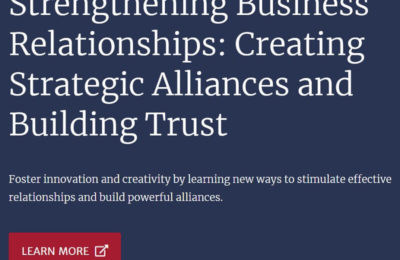 Strengthening Business
Relationships: Creating
Strategic Alliances and
Building Trust
Foster innovation and creativity by learning new ways to stimulate effective
relationships and build powerful alliances.
LEARN MORE